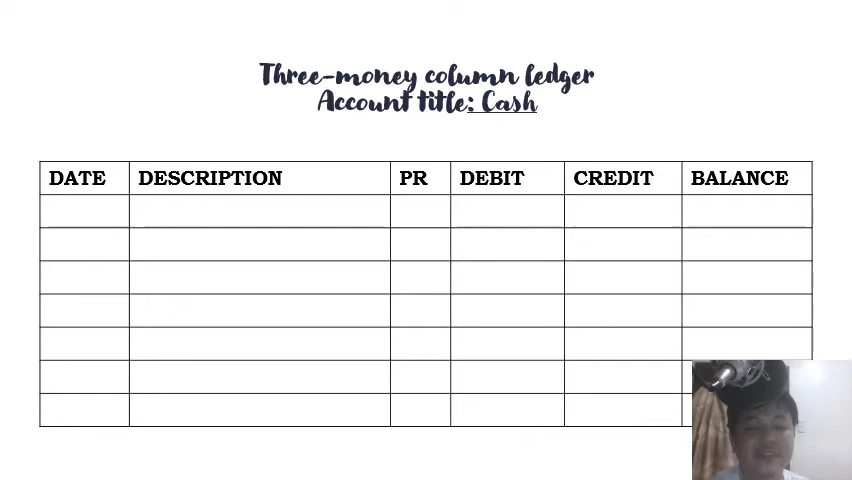 Three-money column ledger
Account title: Cash
DATE DESCRIPTION PR DEBIT CREDIT BALANCE